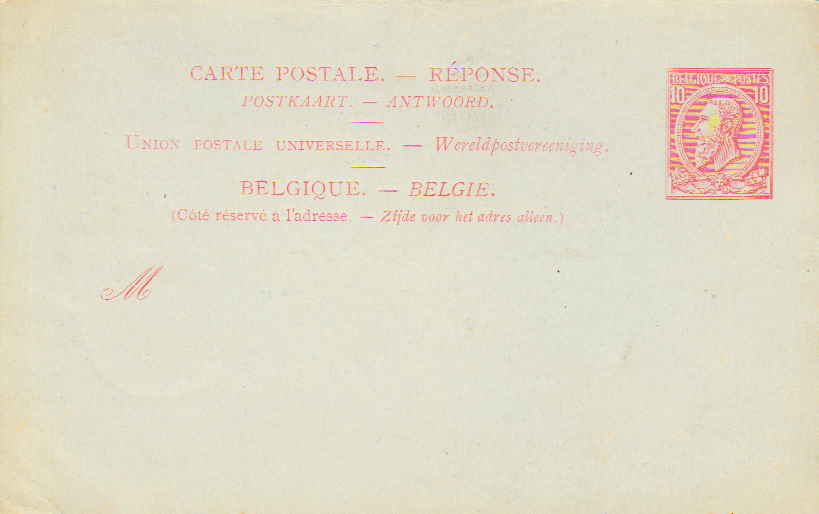 CARTE POSTALE. — RÉPONSE.
POSTKAART. — ANTWOORD.
UNION POSTALE UNIVERSELLE. — Wereldpostvereeniging.
BELGIQUE. — BELGIE.
(Côté réservé à l'adresse. — Zijde voor het adres alleen.)
BELGIQUE POSTES
10 10
M